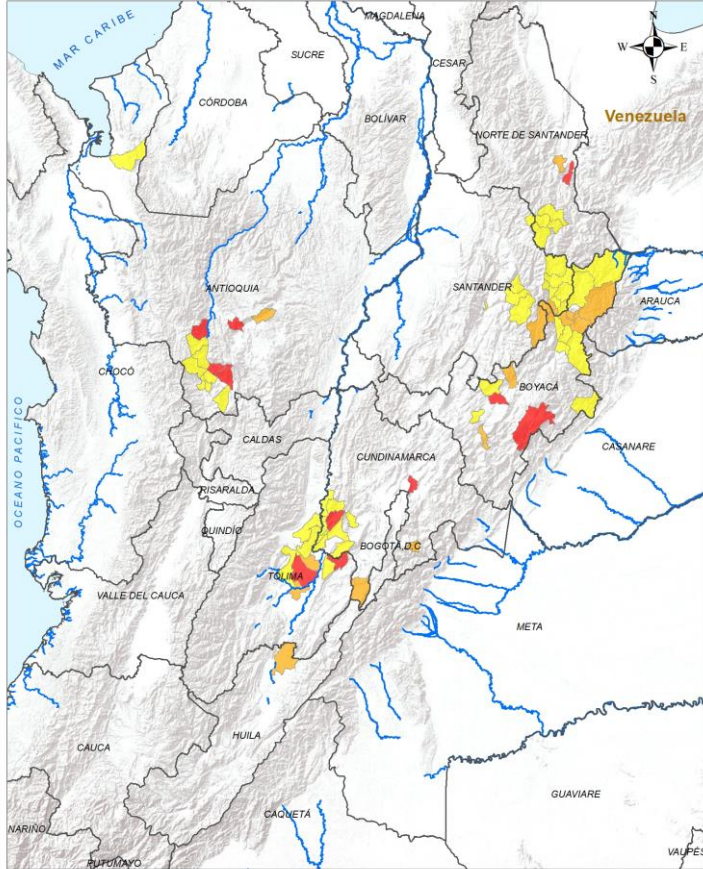 MAGDALENA
N
W E
S
MAR CARIBE
SUCRE
CESAR
CÓRDOBA
BOLÍVAR
Venezuela
NORTE DE SANTANDER
ANTIOQUIA
SANTANDER
ARAUCA
CHOCÓ
BOYACÁ
CALDAS
CUNDINAMARCA
CASANARE
OCEANO PACIFICO
RISARALDA
QUINDÍO
BOGOTÁ, D.C
TOLIMA
VALLE DEL CAUCA
META
HUILA
CAUCA
GUAVIARE
CAQUETÁ
NARIÑO
PUTUMAYO
VAUPÉS